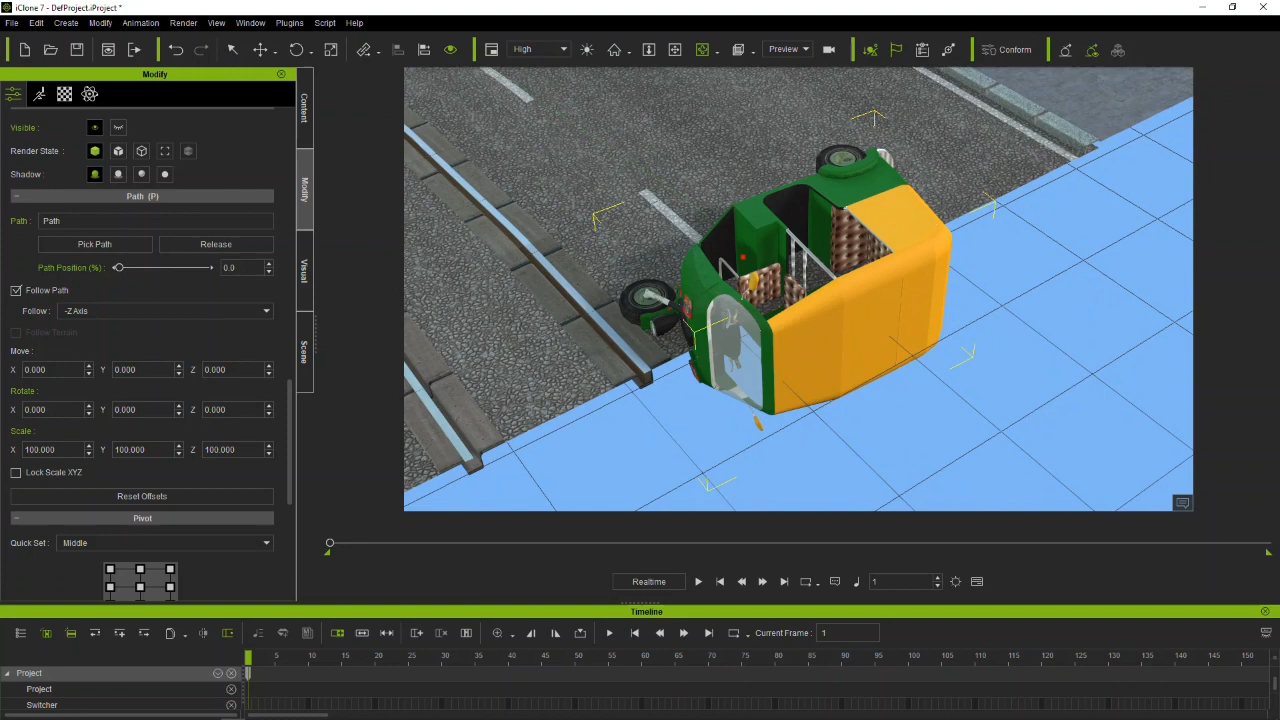 iClone 7 - DefProject.iProject *
File Edit Create Modify Render View Window Plugins Script Help
High Preview Conform
Modify
Content
Modify
Visual
Scene
Visible :
Render State :
Shadow :
Path (P)
Path : Path
Pick Path Release
Path Position (%) : 0.0
Follow Path
Follow : -Z Axis
Follow Terrain
Move :
X 0.000 Y 0.000 Z 0.000
Rotate :
X 0.000 Y 0.000 Z 0.000
Scale :
X 100.000 Y 100.000 Z 100.000
Lock Scale XYZ
Reset Offsets
Pivot
Quick Set : Middle
Realtime 1
Timeline
Current Frame : 1
5 10 15 20 25 30 35 40 45 50 55 60 65 70 75 80 85 90 95 100 105 110 115 120 125 130 135 140 145 150
Project
Project
Switcher